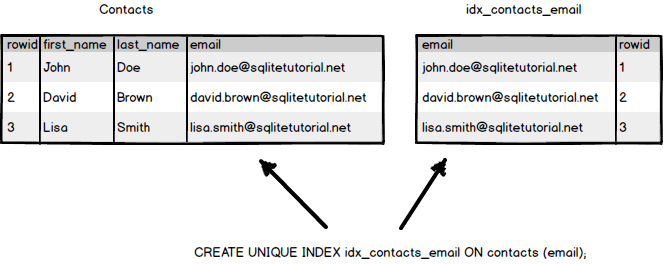 Contacts
idx_contacts_email
rowid first_name last_name email
email rowid
1 John Doe john.doe@sqlitetutorial.net
john.doe@sqlitetutorial.net 1
2 David Brown david.brown@sqlitetutorial.net
david.brown@sqlitetutorial.net 2
3 Lisa Smith lisa.smith@sqlitetutorial.net
lisa.smith@sqlitetutorial.net 3
CREATE UNIQUE INDEX idx_contacts_email ON contacts (email);